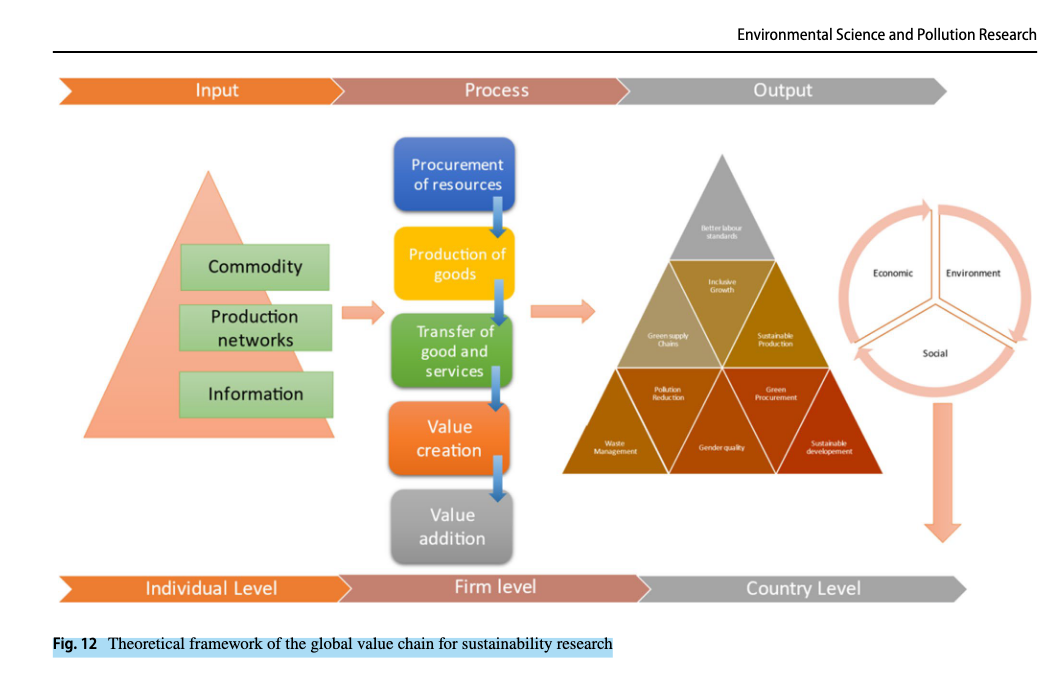 Environmental Science and Pollution Research
Input
Process
Output
Commodity
Production
networks
Information
Procurement
of resources
Production of
goods
Transfer of
good and
services
Value
creation
Value
addition
Better labour
standards
Inclusive
Growth
Green supply
Chains
Sustainable
Production
Pollution
Reduction
Green
Procurement
Waste
Management
Gender quality
Sustainable
developement
Economic
Environment
Social
Individual Level
Firm level
Country Level
Fig. 12 Theoretical framework of the global value chain for sustainability research